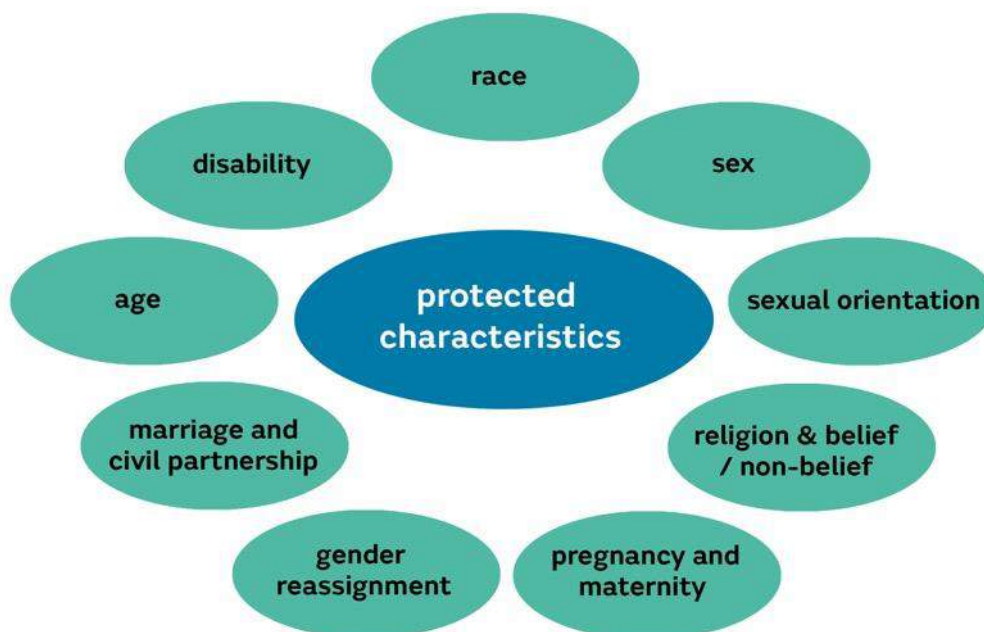 race
disability
sex
age
protected
characteristics
sexual orientation
marriage and
civil partnership
religion & belief
/ non-belief
gender
reassignment
pregnancy and
maternity